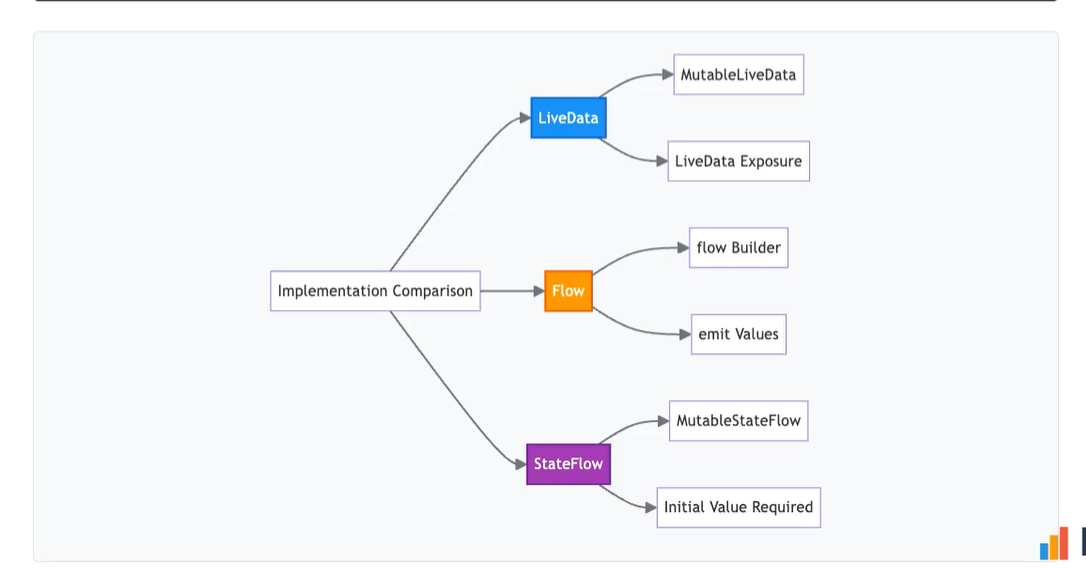 MutableLiveData
LiveData
LiveData Exposure
flow Builder
Implementation Comparison
Flow
emit Values
MutableStateFlow
StateFlow
Initial Value Required